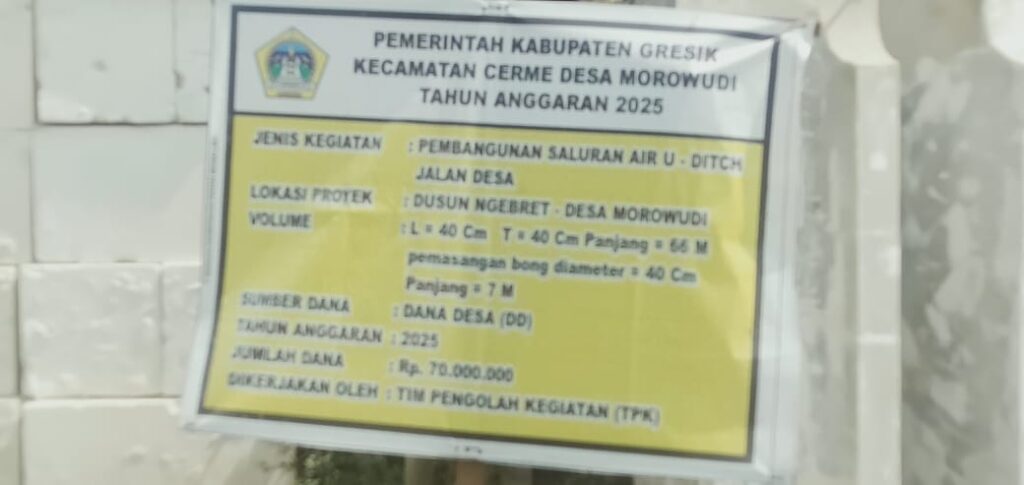 PEMERINTAH KABUPATEN GRESIK
KECAMATAN CERME DESA MOROWUDI
TAHUN ANGGARAN 2025
JENIS KEGIATAN : PEMBANGUNAN SALURAN AIR U - DITCH
JALAN DESA
LOKASI PROYEK : DUSUN NGEBRET - DESA MOROWUDI
VOLUME : L = 40 Cm T = 40 Cm Panjang = 66 M
pemasangan bong diameter = 40 Cm
Panjang = 7 M
SUMBER DANA : DANA DESA (DD)
TAHUN ANGGARAN : 2025
JUMLAH DANA : Rp. 70.000.000
DIKERJAKAN OLEH : TIM PENGOLAH KEGIATAN (TPK)